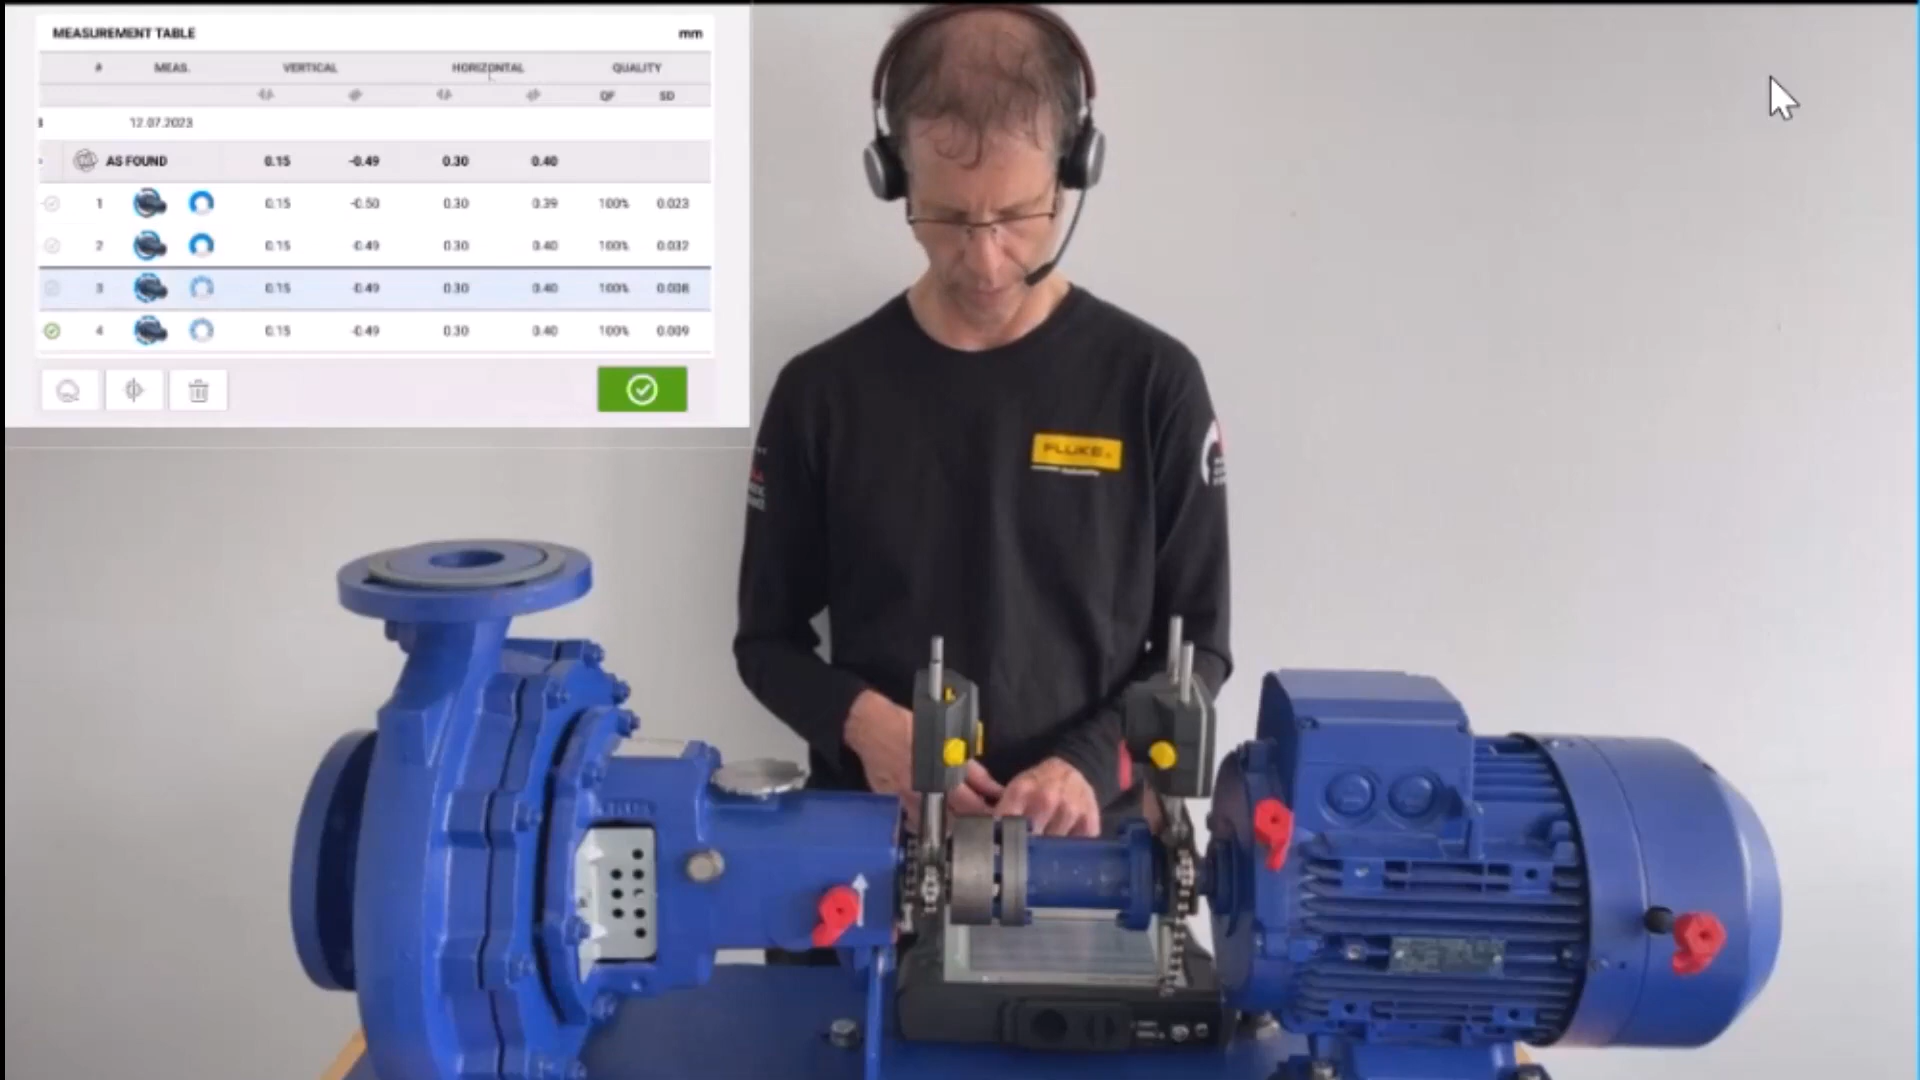 MEASUREMENT TABLE mm
# MEAS. VERTICAL HORIZONTAL QUALITY
QF SD
12.07.2023
AS FOUND 0.15 -0.49 0.30 0.40
1 0.15 -0.50 0.30 0.39 100% 0.023
2 0.15 -0.49 0.30 0.40 100% 0.032
3 0.15 -0.49 0.30 0.40 100%
4 0.15 -0.49 0.30 0.40 100% 0.009
FLUKE